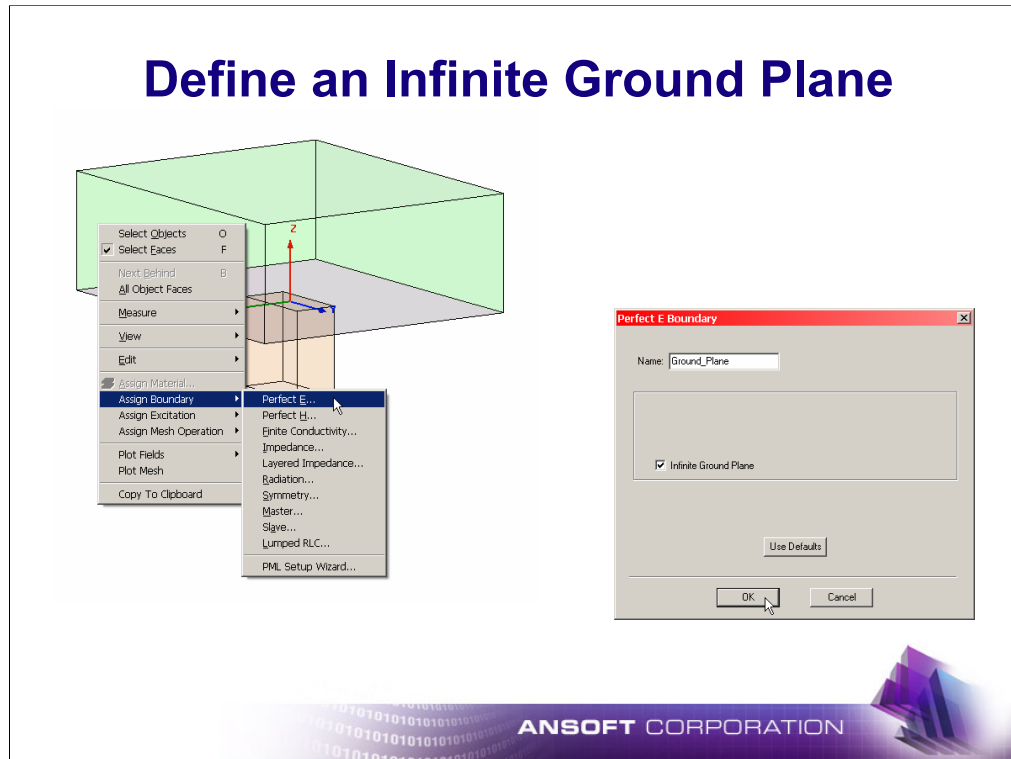 Define an Infinite Ground Plane
Z
Y
Select Objects O
Select Faces F
Next Behind B
All Object Faces
Measure
View
Edit
Assign Material...
Assign Boundary
Assign Excitation
Assign Mesh Operation
Plot Fields
Plot Mesh
Copy To Clipboard
Perfect E...
Perfect H...
Finite Conductivity...
Impedance...
Layered Impedance...
Radiation...
Symmetry...
Master...
Slave...
Lumped RLC...
PML Setup Wizard...
Perfect E Boundary
Name: Ground_Plane
Infinite Ground Plane
Use Defaults
OK Cancel
ANSOFT CORPORATION